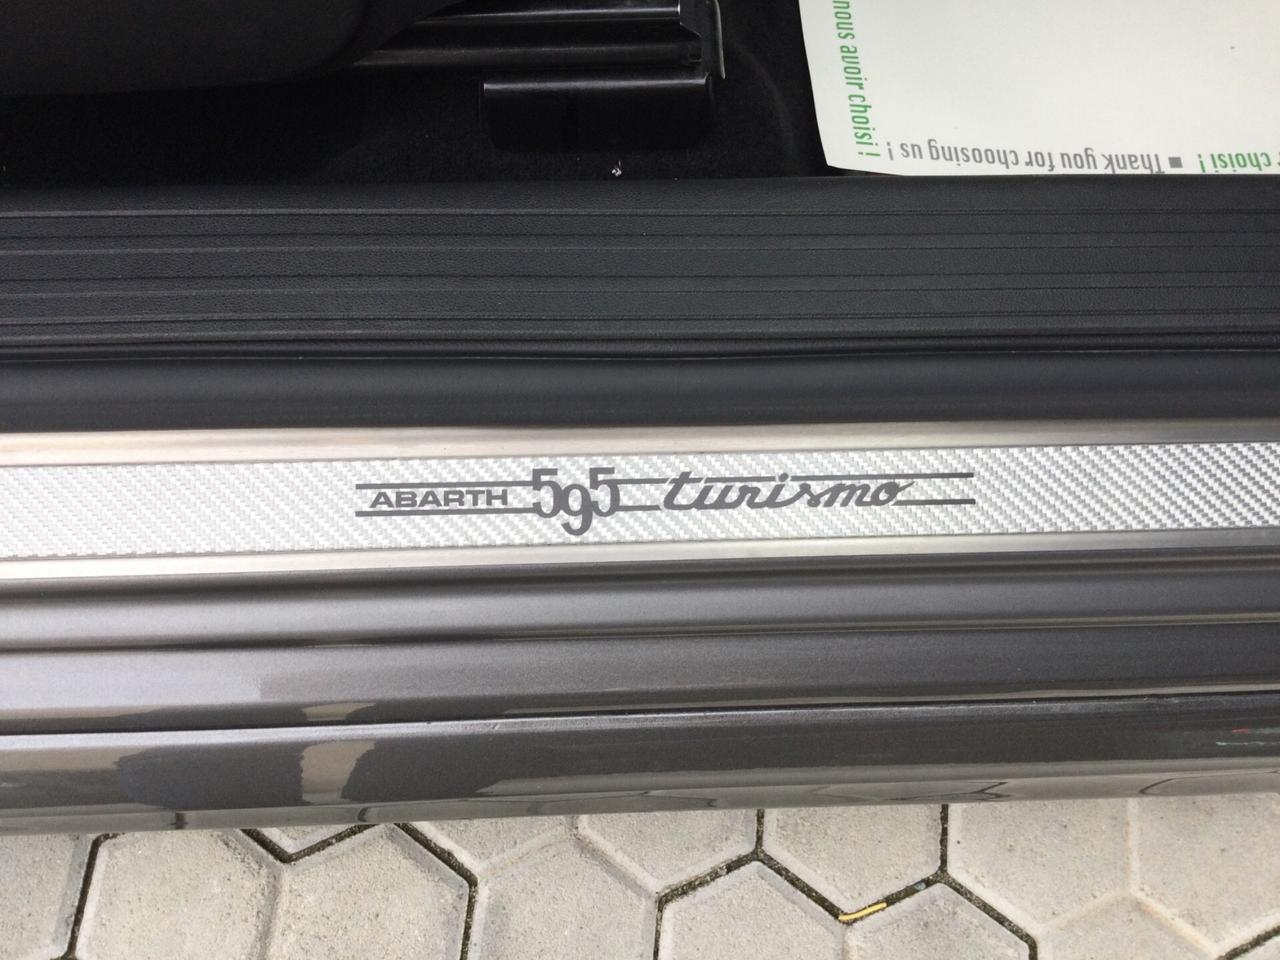 nous avoir choisi !
Thank you for choosing us !
■ choisi !
ABARTH 595 turismo